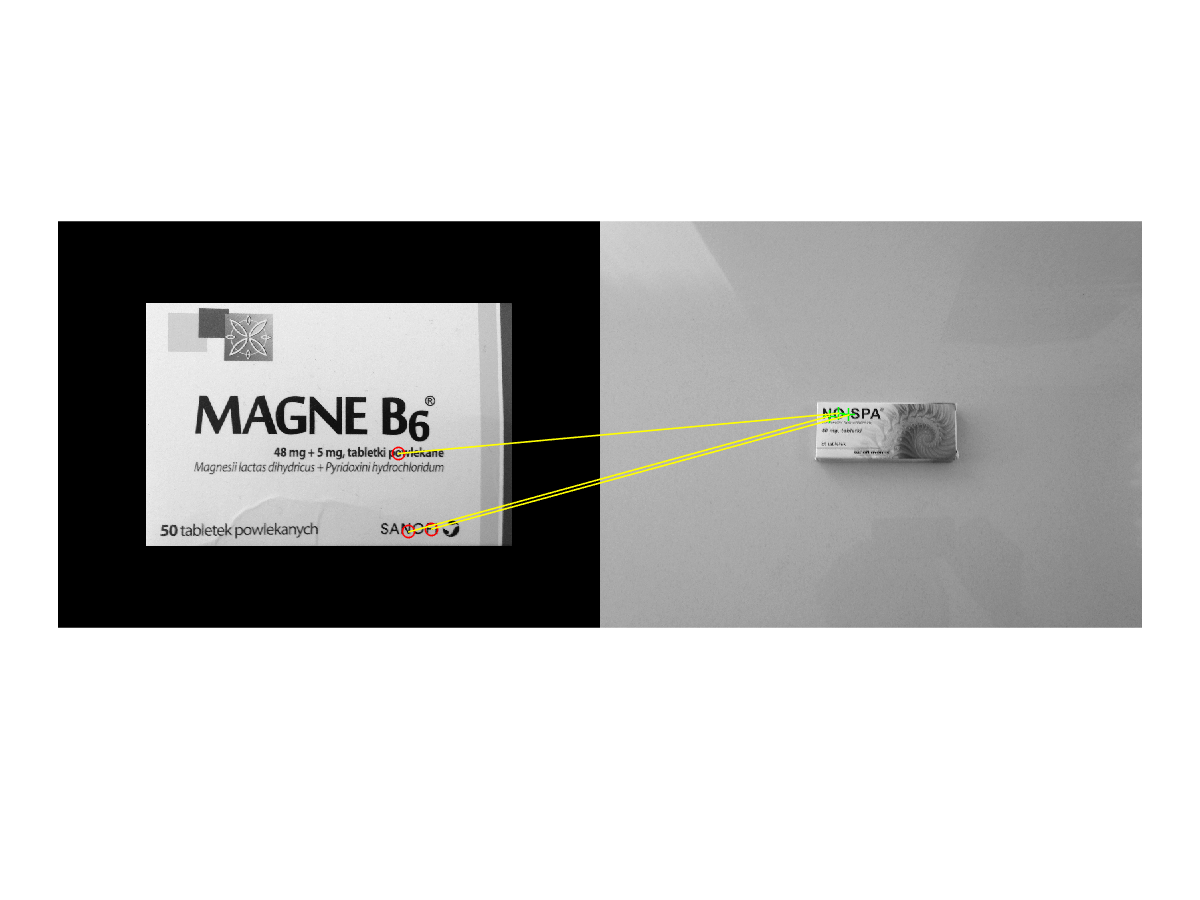 MAGNE B6®
48 mg + 5 mg, tabletki powlekane
Magnesii lactas dihydricus + Pyridoxini hydrochloridum
50 tabletek powlekanych
SANOFI
NO-SPA®
tabletki